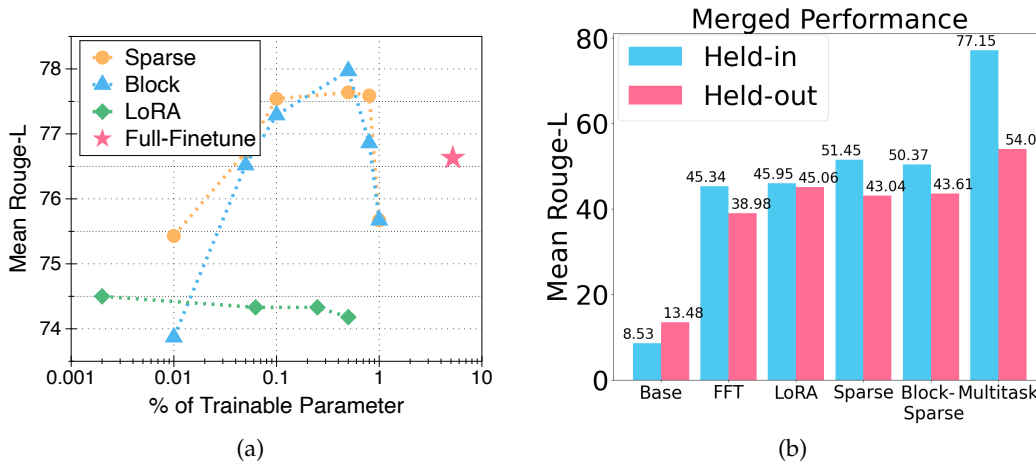 Merged Performance
Sparse
Block
LoRA
Full-Finetune
78
77
76
75
74
Mean Rouge-L
0.001 0.01 0.1 1 10
% of Trainable Parameter
(a)
Held-in
Held-out
80
60
40
20
0
Mean Rouge-L
8.53 13.48
45.34 38.98
45.95 45.06
51.45 43.04
50.37 43.61
77.15 54.0
Base FFT LoRA Sparse Block- Multitask
Sparse
(b)